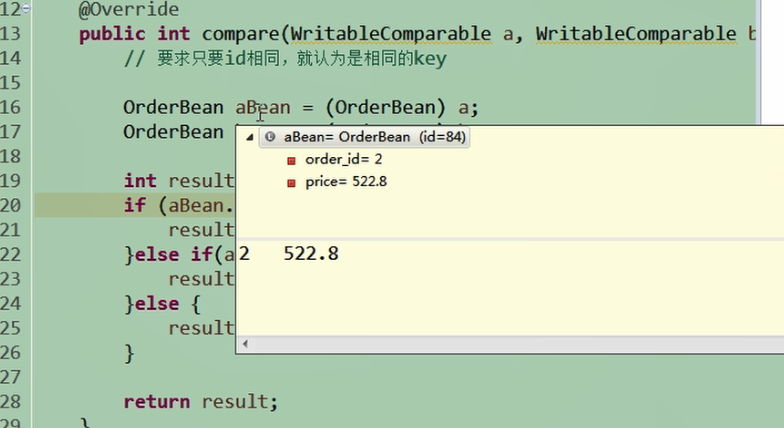 12 @Override
13 public int compare(WritableComparable a, WritableComparable b
14 // 要求只要id相同，就认为是相同的key
15
16 OrderBean aBean = (OrderBean) a;
17 OrderBean
aBean= OrderBean (id=84)
18
order_id= 2
19 int result
price= 522.8
20 if (aBean.
21 result
22 }else if(a
2 522.8
23 result
24 }else {
25 result
26 }
27
28 return result;
29 }